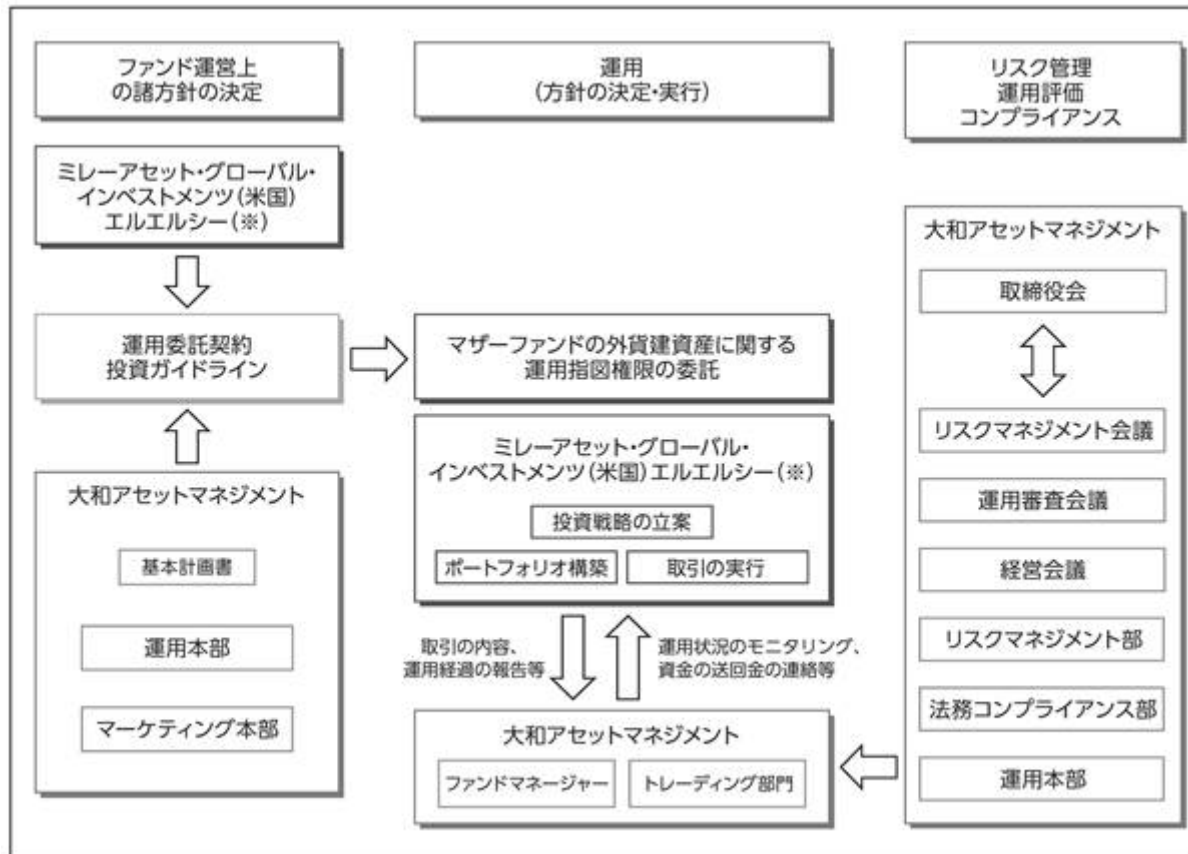 ファンド運営上
の諸方針の決定
ミレーアセット・グローバル・
インベストメンツ(米国)
エルエルシー(※)
運用委託契約
投資ガイドライン
大和アセットマネジメント
基本計画書
運用本部
マーケティング本部
運用
(方針の決定・実行)
マザーファンドの外貨建資産に関する
運用指図権限の委託
ミレーアセット・グローバル・
インベストメンツ(米国)エルエルシー(※)
投資戦略の立案
ポートフォリオ構築
取引の実行
取引の内容、
運用経過の報告等
運用状況のモニタリング、
資金の送回金の連絡等
大和アセットマネジメント
ファンドマネージャー
トレーディング部門
リスク管理
運用評価
コンプライアンス
大和アセットマネジメント
取締役会
リスクマネジメント会議
運用審査会議
経営会議
リスクマネジメント部
法務コンプライアンス部
運用本部